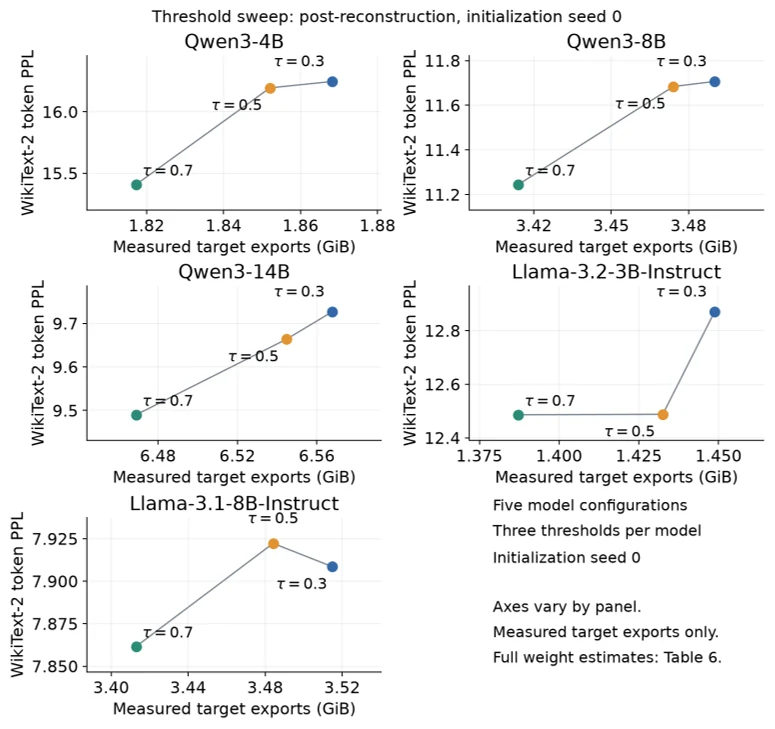 Threshold sweep: post-reconstruction, initialization seed 0
Qwen3-4B
WikiText-2 token PPL
16.0
15.5
τ = 0.3
τ = 0.5
τ = 0.7
1.82 1.84 1.86 1.88
Measured target exports (GiB)
Qwen3-8B
WikiText-2 token PPL
11.8
11.6
11.4
11.2
τ = 0.3
τ = 0.5
τ = 0.7
3.42 3.45 3.48
Measured target exports (GiB)
Qwen3-14B
WikiText-2 token PPL
9.7
9.6
9.5
τ = 0.3
τ = 0.5
τ = 0.7
6.48 6.52 6.56
Measured target exports (GiB)
Llama-3.2-3B-Instruct
WikiText-2 token PPL
12.8
12.6
12.4
τ = 0.3
τ = 0.7
τ = 0.5
1.375 1.400 1.425 1.450
Measured target exports (GiB)
Llama-3.1-8B-Instruct
WikiText-2 token PPL
7.925
7.900
7.875
7.850
τ = 0.5
τ = 0.3
τ = 0.7
3.40 3.44 3.48 3.52
Measured target exports (GiB)
Five model configurations
Three thresholds per model
Initialization seed 0
Axes vary by panel.
Measured target exports only.
Full weight estimates: Table 6.